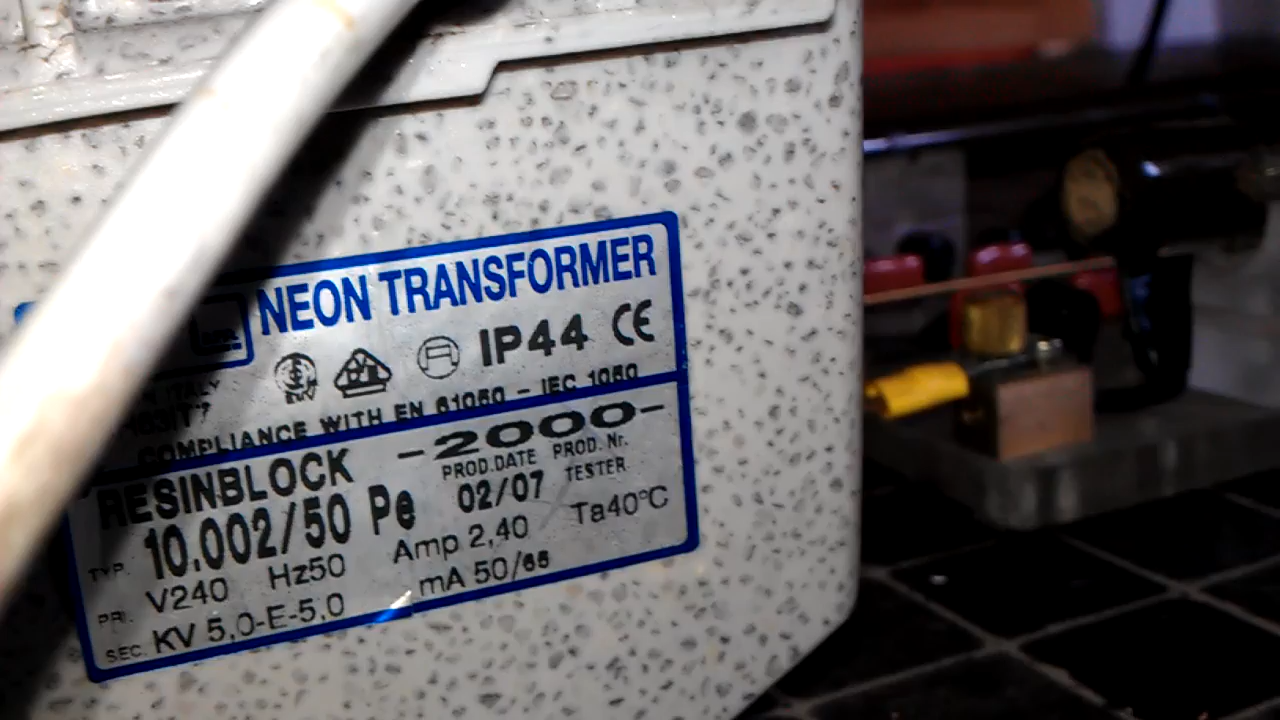 NEON TRANSFORMER
IP44 CE
ITALY
COMPLIANCE WITH EN 61050 - IEC 1050
RESINBLOCK -2000-
PROD.DATE PROD.Nr.
TYP. 10.002/50 Pe 02/07 TESTER
PRI. V240 Hz50 Amp 2,40 Ta40°C
SEC. KV 5,0-E-5,0 mA 50/